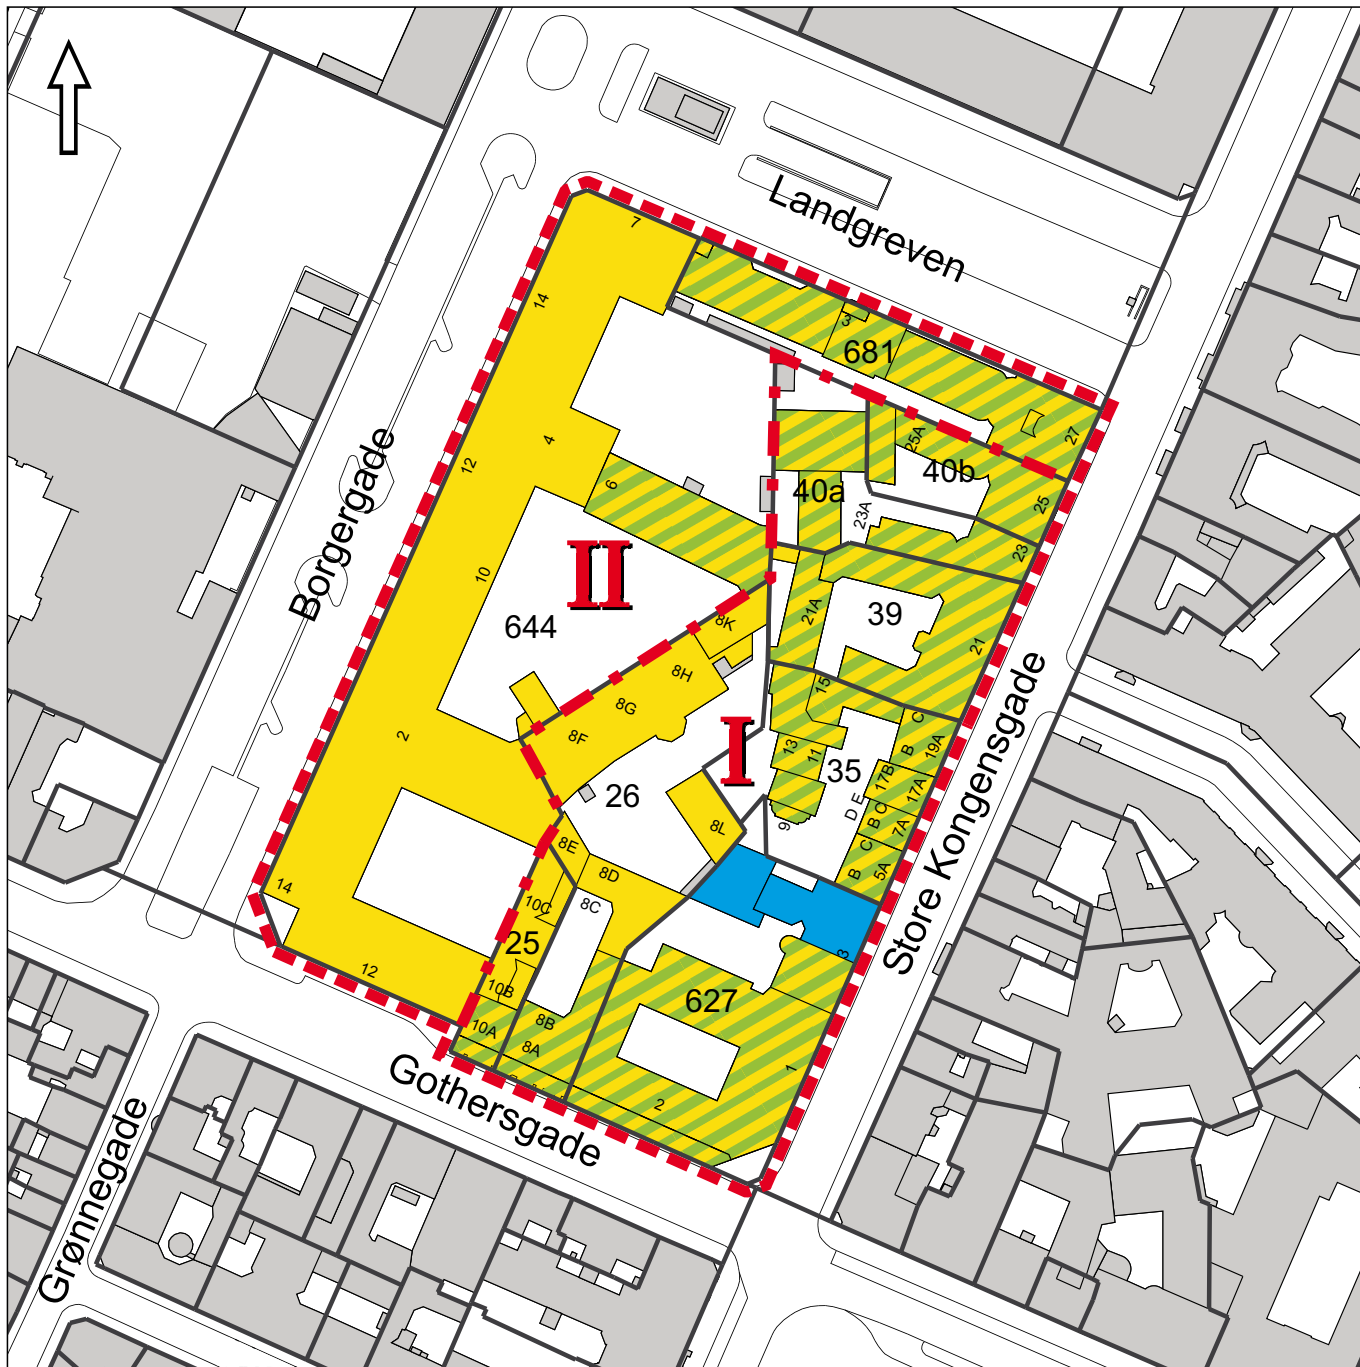 Landgreven
7
14
3
681
27
25A
40b
4
12
6
40a
23A
25
23
Borgergade
II
10
644
21A
39
21
8K
8H
15
8G
C
I
13
11
B
19A
2
8F
35
17B
17A
26
D E
C
B
7A
8L
9
C
8E
B
5A
8D
14
10C
8C
Store Kongensgade
25
3
12
10B
627
10A
8B
8A
1
Gothersgade
2
Grønnegade